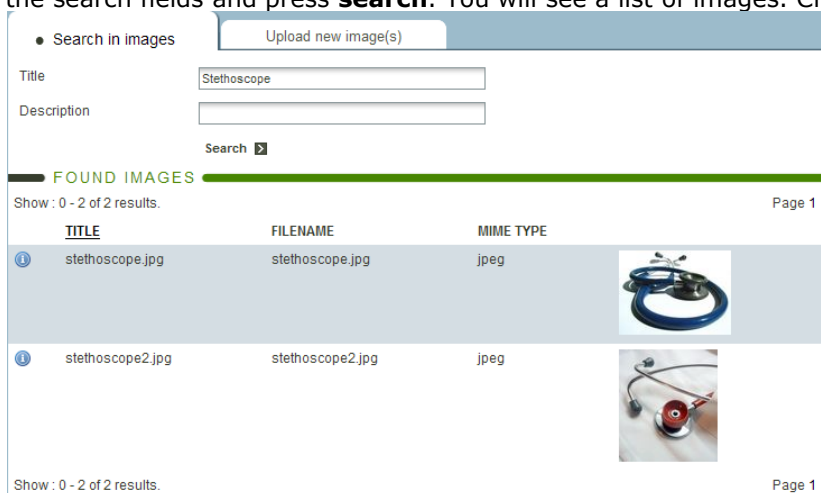 the search fields and press search. You will see a list of images.
Search in images Upload new image(s)
Title Stethoscope
Description
Search
FOUND IMAGES
Show : 0 - 2 of 2 results. Page 1
TITLE FILENAME MIME TYPE
stethoscope.jpg stethoscope.jpg jpeg
stethoscope2.jpg stethoscope2.jpg jpeg
Show : 0 - 2 of 2 results. Page 1